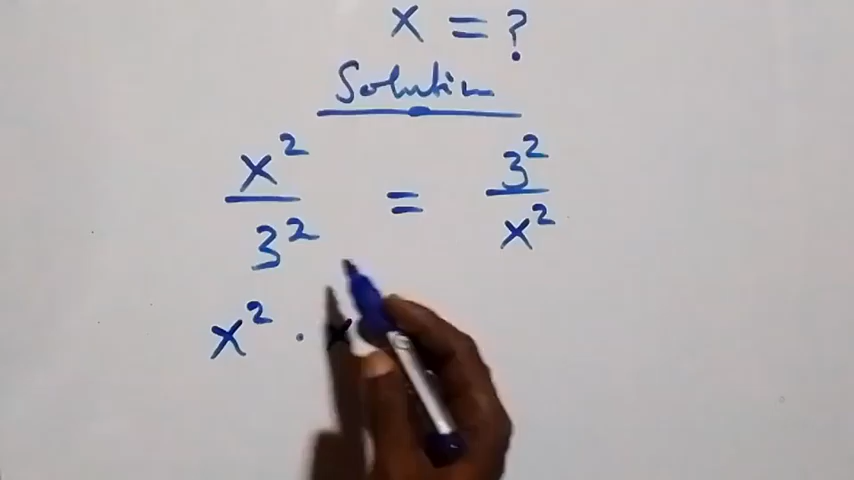 x = ?
Solution
x² / 3² = 3² / x²
x² · x